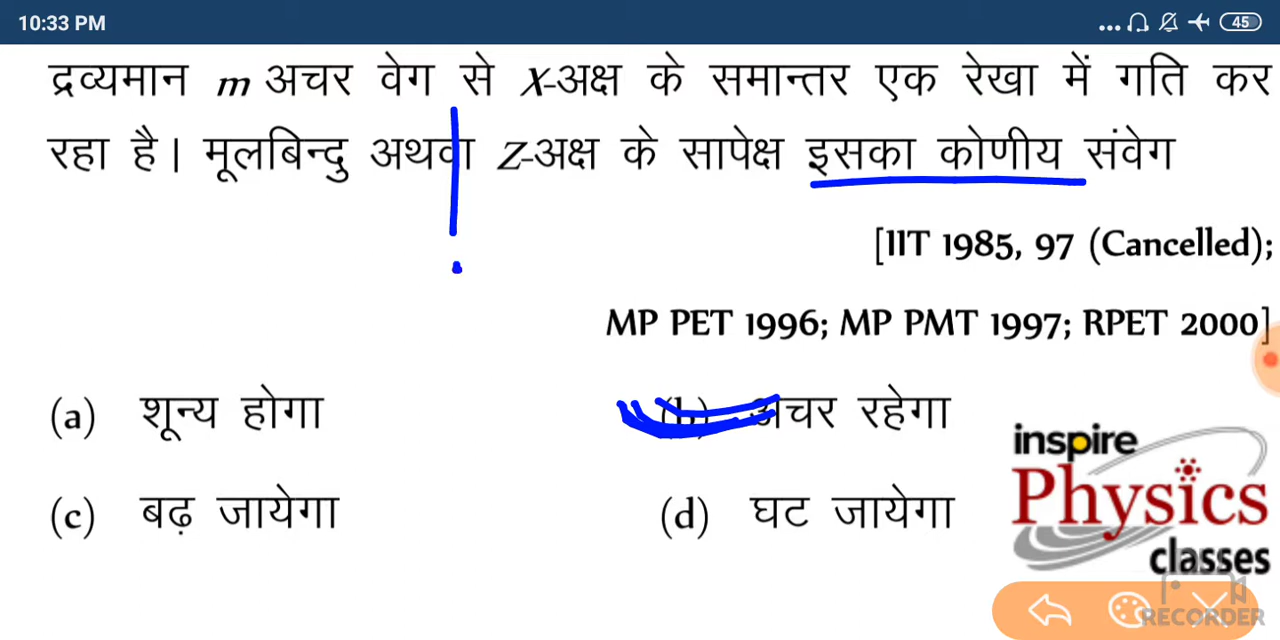 10:33 PM
45
द्रव्यमान m अचर वेग से X-अक्ष के समान्तर एक रेखा में गति कर
रहा है। मूलबिन्दु अथवा Z-अक्ष के सापेक्ष इसका कोणीय संवेग
[IIT 1985, 97 (Cancelled);
MP PET 1996; MP PMT 1997; RPET 2000]
(a) शून्य होगा
(b) अचर रहेगा
(c) बढ़ जायेगा
(d) घट जायेगा
inspire
Physics
classes
RECORDER